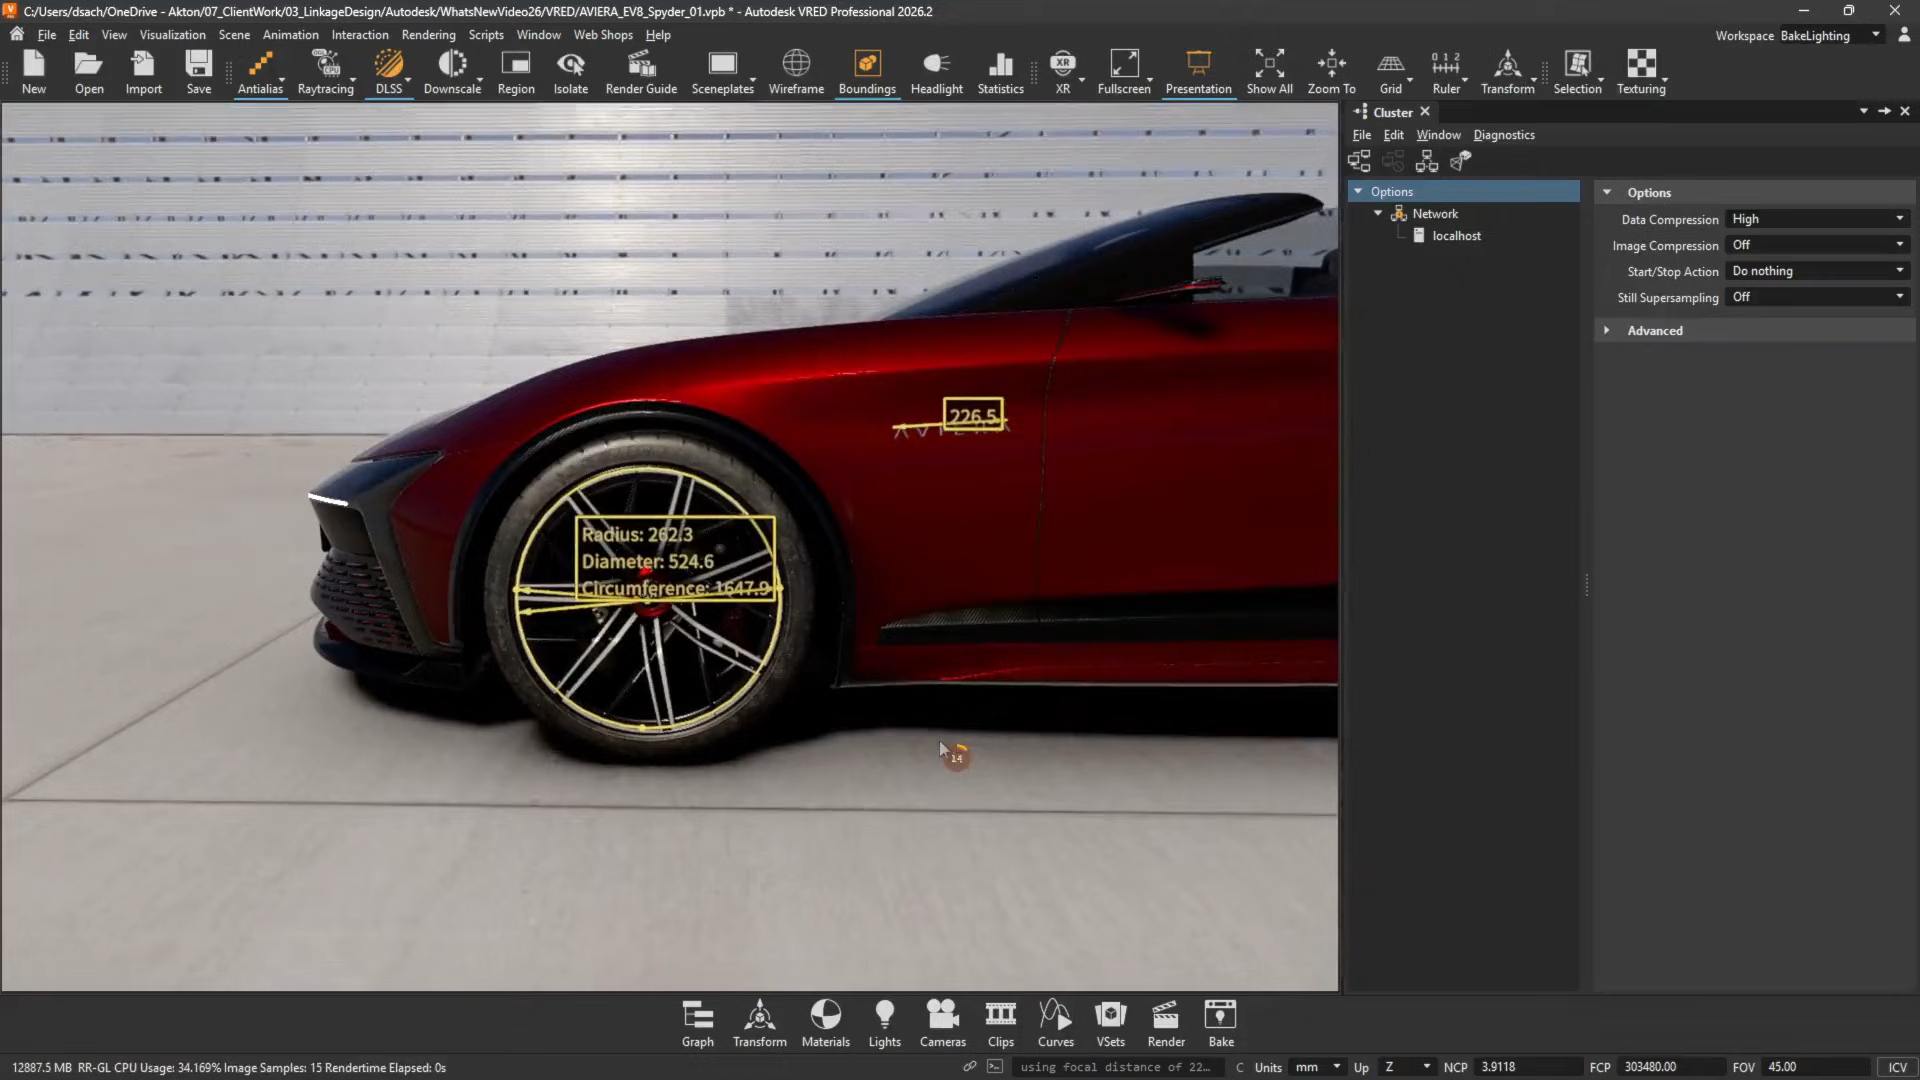 C:/Users/dsach/OneDrive - Akton/07_ClientWork/03_LinkageDesign/Autodesk/WhatsNewVideo26/VRED/AVIERA_EV8_Spyder_01.vpb * - Autodesk VRED Professional 2026.2
File Edit View Visualization Scene Animation Interaction Rendering Scripts Window Web Shops Help
Workspace BakeLighting
New Open Import Save Antialias Raytracing DLSS Downscale Region Isolate Render Guide Sceneplates Wireframe Boundings Headlight Statistics XR Fullscreen Presentation Show All Zoom To Grid Ruler Transform Selection Texturing
Cluster
File Edit Window Diagnostics
Options
Network
localhost
Options
Data Compression High
Image Compression Off
Start/Stop Action Do nothing
Still Supersampling Off
Advanced
226.5
AVIERA
Radius: 262.3
Diameter: 524.6
Circumference: 1647.9
14
Graph Transform Materials Lights Cameras Clips Curves VSets Render Bake
12887.5 MB RR-GL CPU Usage: 34.169% Image Samples: 15 Rendertime Elapsed: 0s
using focal distance of 22... C Units mm Up Z NCP 3.9118 FCP 303480.00 FOV 45.00 ICV